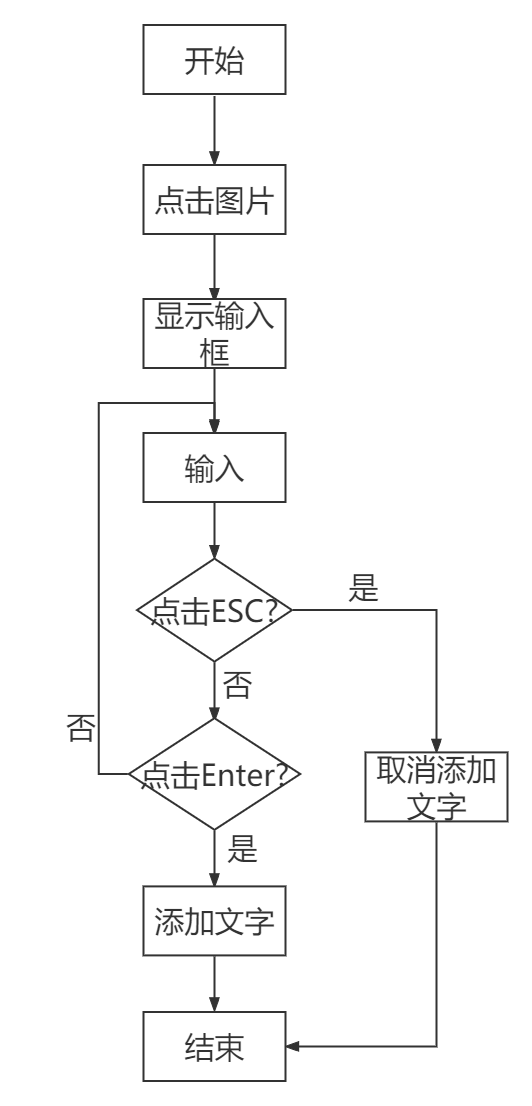 开始
点击图片
显示输入
框
输入
点击ESC?
是
否
点击Enter?
否
取消添加
文字
是
添加文字
结束